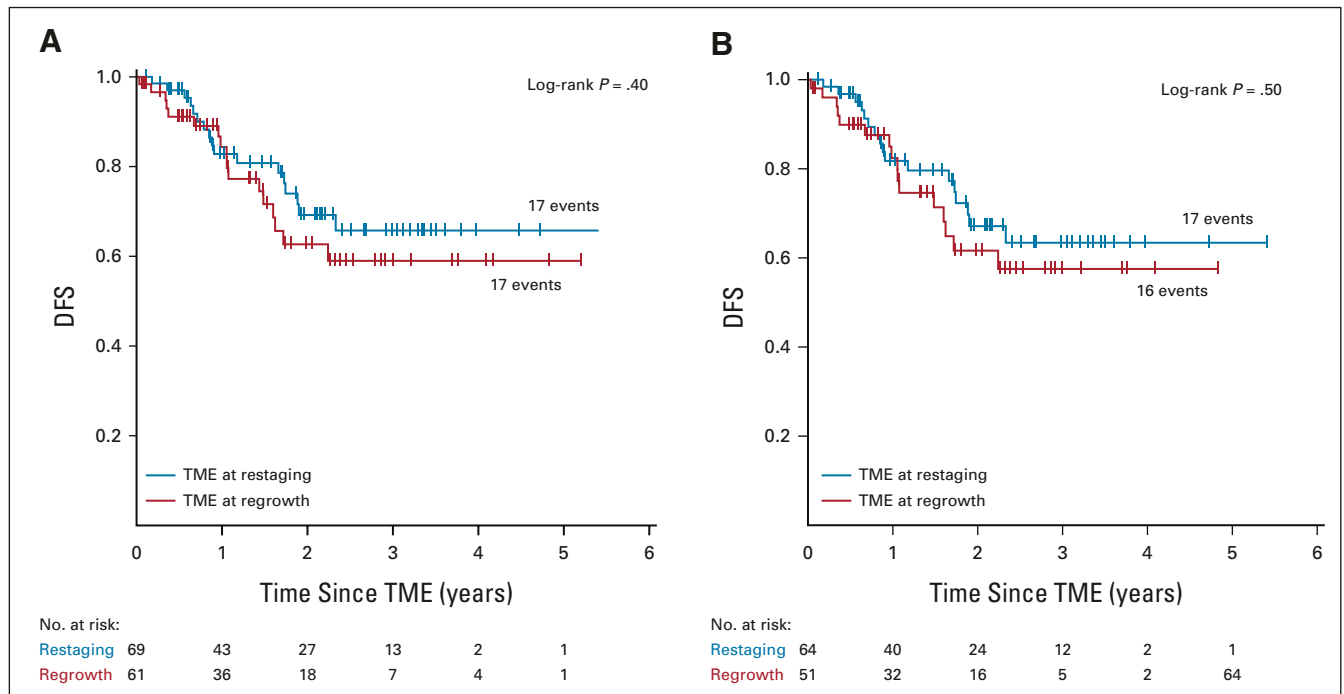 A
1.0
0.8
0.6
0.4
0.2
DFS
Log-rank P = .40
17 events
17 events
TME at restaging
TME at regrowth
0 1 2 3 4 5 6
Time Since TME (years)
No. at risk:
Restaging 69 43 27 13 2 1
Regrowth 61 36 18 7 4 1
B
1.0
0.8
0.6
0.4
0.2
DFS
Log-rank P = .50
17 events
16 events
TME at restaging
TME at regrowth
0 1 2 3 4 5 6
Time Since TME (years)
No. at risk:
Restaging 64 40 24 12 2 1
Regrowth 51 32 16 5 2 64